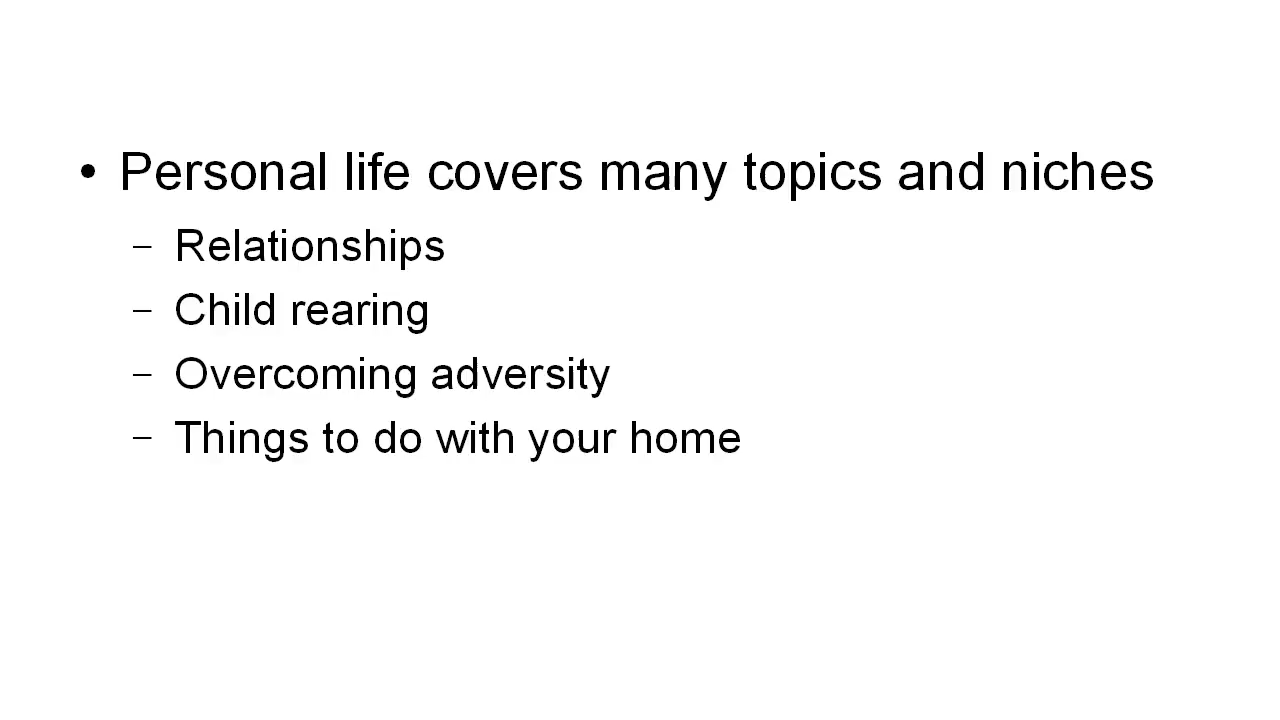 • Personal life covers many topics and niches
– Relationships
– Child rearing
– Overcoming adversity
– Things to do with your home